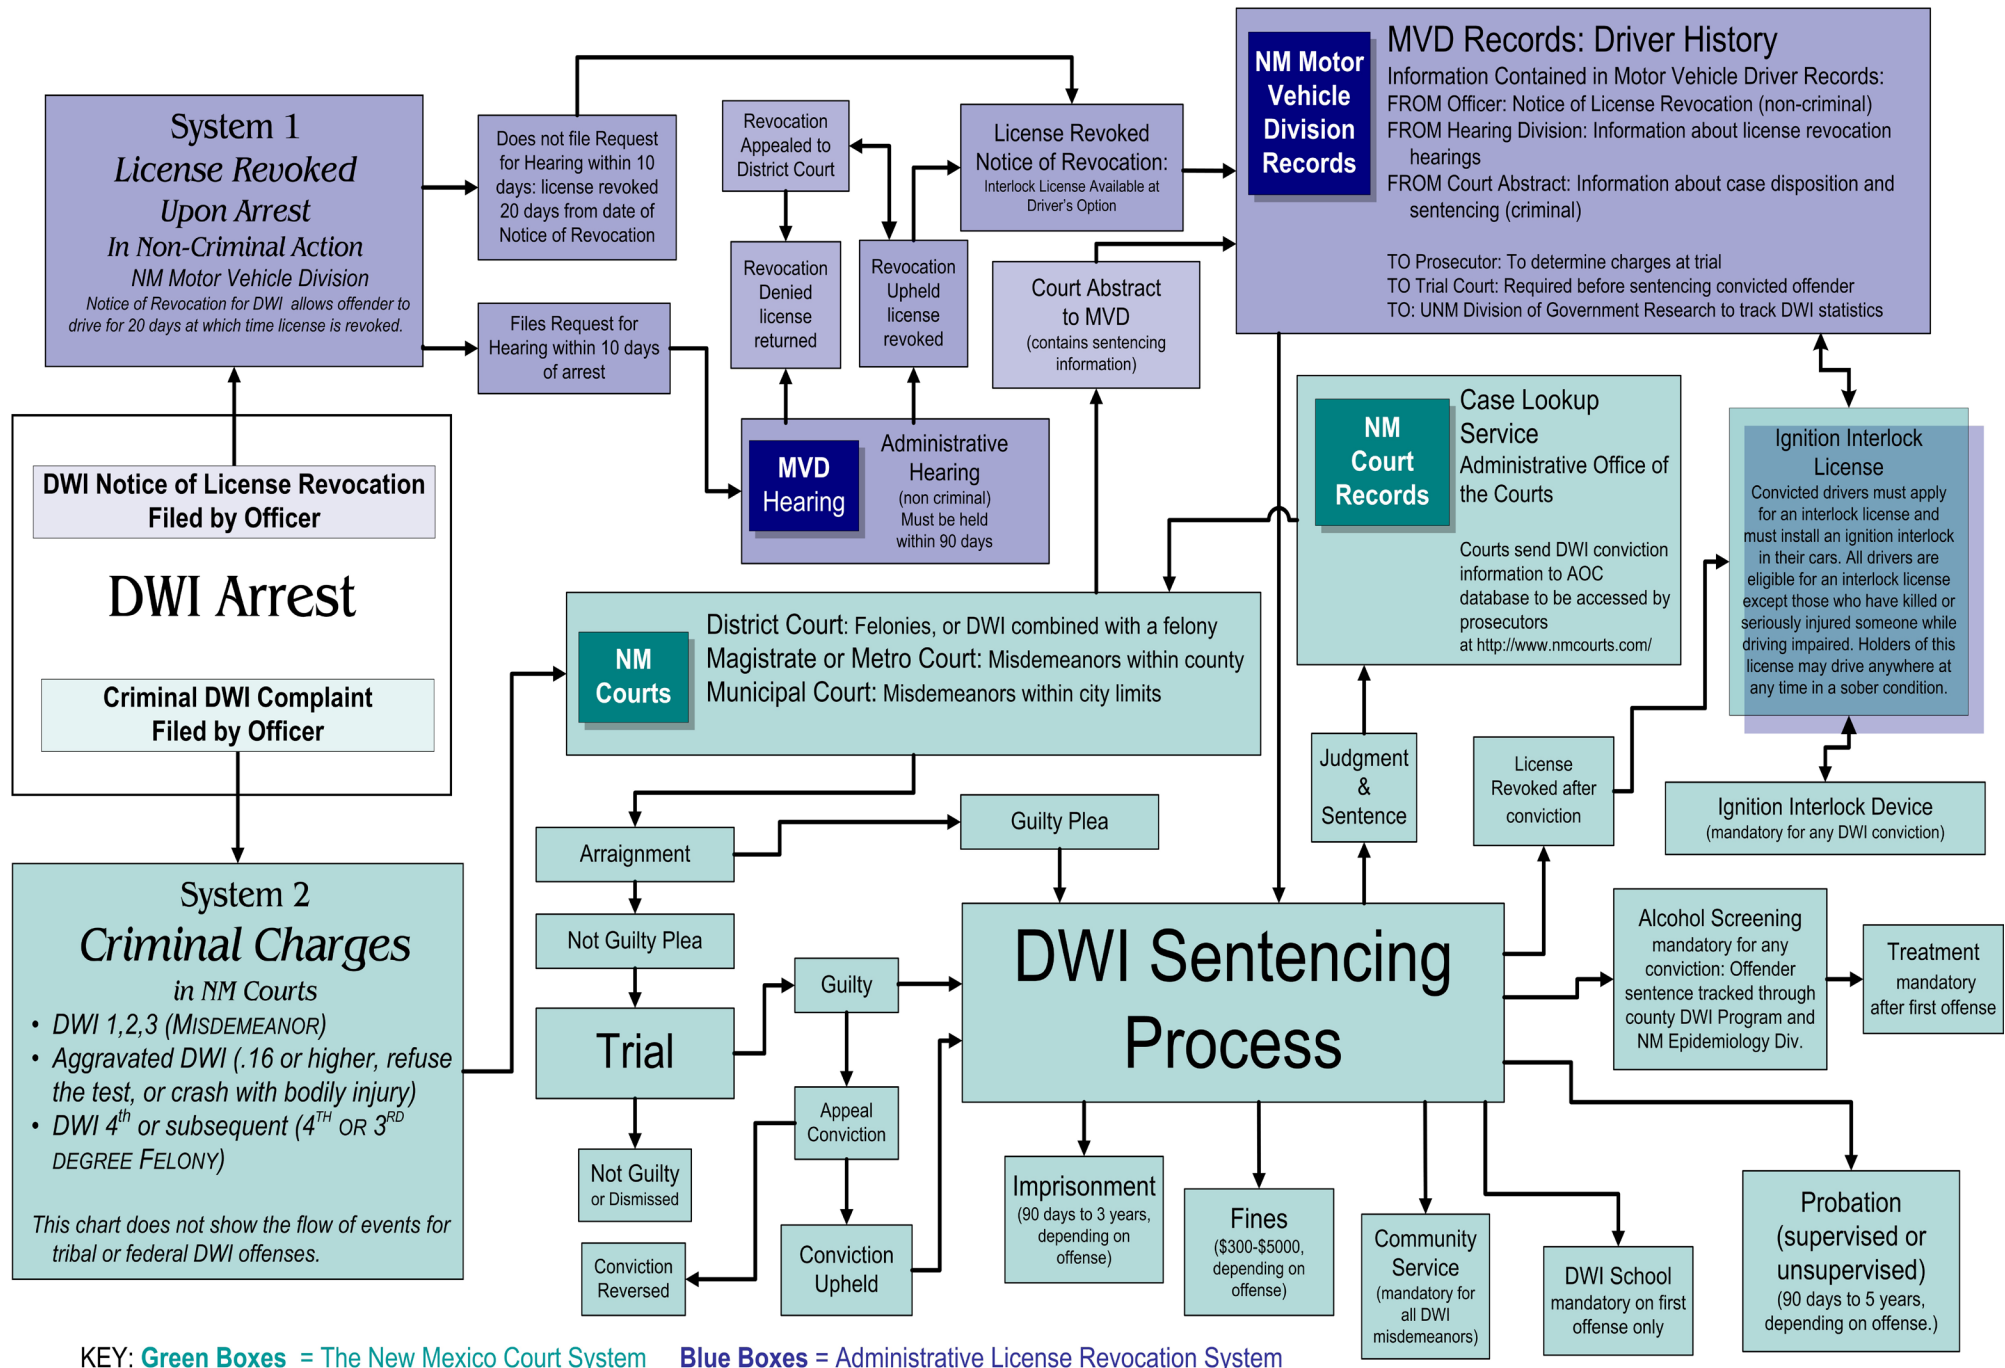 System 1
License Revoked
Upon Arrest
In Non-Criminal Action
NM Motor Vehicle Division
Notice of Revocation for DWI allows offender to
drive for 20 days at which time license is revoked.
Does not file Request
for Hearing within 10
days: license revoked
20 days from date of
Notice of Revocation
Files Request for
Hearing within 10 days
of arrest
Revocation
Appealed to
District Court
Revocation
Denied
license
returned
Revocation
Upheld
license
revoked
License Revoked
Notice of Revocation:
Interlock License Available at
Driver's Option
Court Abstract
to MVD
(contains sentencing
information)
MVD
Hearing
Administrative
Hearing
(non criminal)
Must be held
within 90 days
NM Motor
Vehicle
Division
Records
MVD Records: Driver History
Information Contained in Motor Vehicle Driver Records:
FROM Officer: Notice of License Revocation (non-criminal)
FROM Hearing Division: Information about license revocation
hearings
FROM Court Abstract: Information about case disposition and
sentencing (criminal)
TO Prosecutor: To determine charges at trial
TO Trial Court: Required before sentencing convicted offender
TO: UNM Division of Government Research to track DWI statistics
DWI Notice of License Revocation
Filed by Officer
DWI Arrest
Criminal DWI Complaint
Filed by Officer
NM
Court
Records
Case Lookup
Service
Administrative Office of
the Courts
Courts send DWI conviction
information to AOC
database to be accessed by
prosecutors
at http://www.nmcourts.com/
Ignition Interlock
License
Convicted drivers must apply
for an interlock license and
must install an ignition interlock
in their cars. All drivers are
eligible for an interlock license
except those who have killed or
seriously injured someone while
driving impaired. Holders of this
license may drive anywhere at
any time in a sober condition.
NM
Courts
District Court: Felonies, or DWI combined with a felony
Magistrate or Metro Court: Misdemeanors within county
Municipal Court: Misdemeanors within city limits
Judgment
&
Sentence
License
Revoked after
conviction
Ignition Interlock Device
(mandatory for any DWI conviction)
System 2
Criminal Charges
in NM Courts
• DWI 1,2,3 (MISDEMEANOR)
• Aggravated DWI (.16 or higher, refuse
the test, or crash with bodily injury)
• DWI 4th or subsequent (4TH OR 3RD
DEGREE FELONY)
This chart does not show the flow of events for
tribal or federal DWI offenses.
Arraignment
Guilty Plea
Not Guilty Plea
Trial
Guilty
Appeal
Conviction
Not Guilty
or Dismissed
Conviction
Reversed
Conviction
Upheld
DWI Sentencing
Process
Alcohol Screening
mandatory for any
conviction: Offender
sentence tracked through
county DWI Program and
NM Epidemiology Div.
Treatment
mandatory
after first offense
Imprisonment
(90 days to 3 years,
depending on
offense)
Fines
($300-$5000,
depending on
offense)
Community
Service
(mandatory for
all DWI
misdemeanors)
DWI School
mandatory on first
offense only
Probation
(supervised or
unsupervised)
(90 days to 5 years,
depending on offense.)
KEY: Green Boxes = The New Mexico Court System Blue Boxes = Administrative License Revocation System